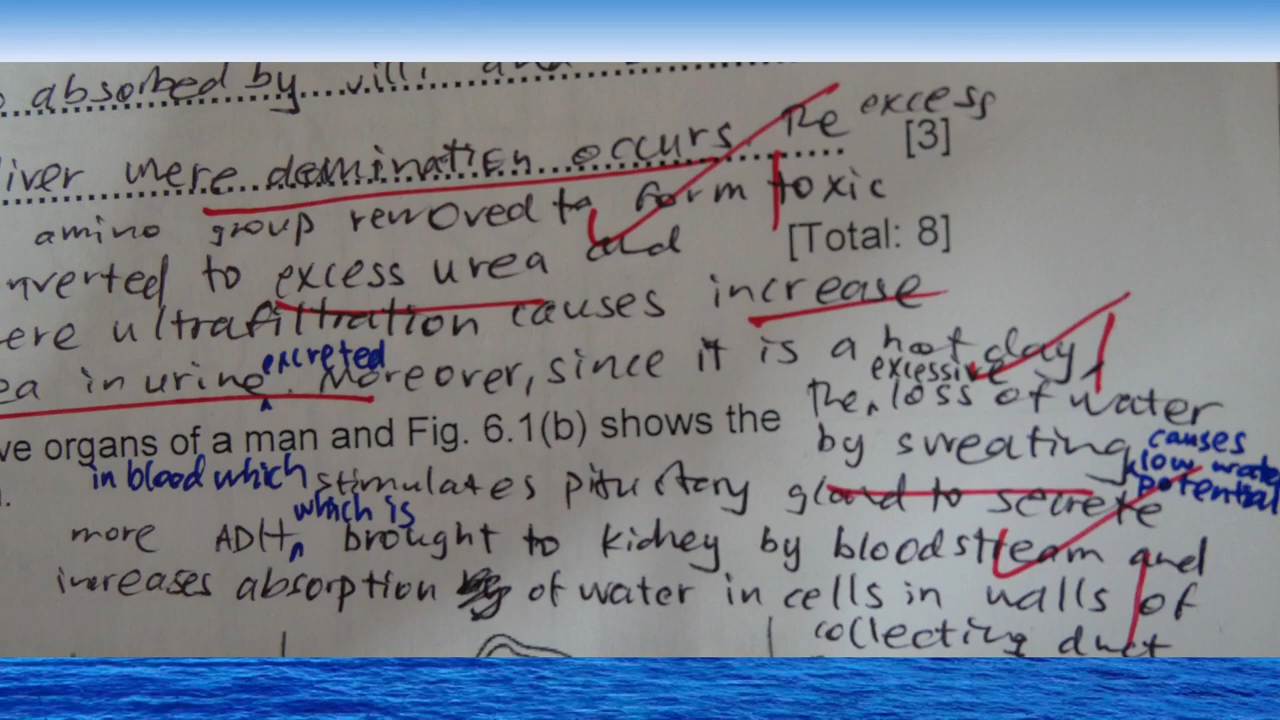 absorbed by villi and
liver were deamination occurs. The excess
[3]
amino group removed to form toxic
[Total: 8]
nverted to excess urea and
ere ultrafiltration causes increase
ea in urine excreted. Moreover, since it is a hot day,
The excessive loss of water
ve organs of a man and Fig. 6.1(b) shows the
by sweating causes
low water
potential
in blood which stimulates pituitary gland to secrete
more ADH, which is brought to kidney by bloodstream and
increases absorption of water in cells in walls of
collecting duct